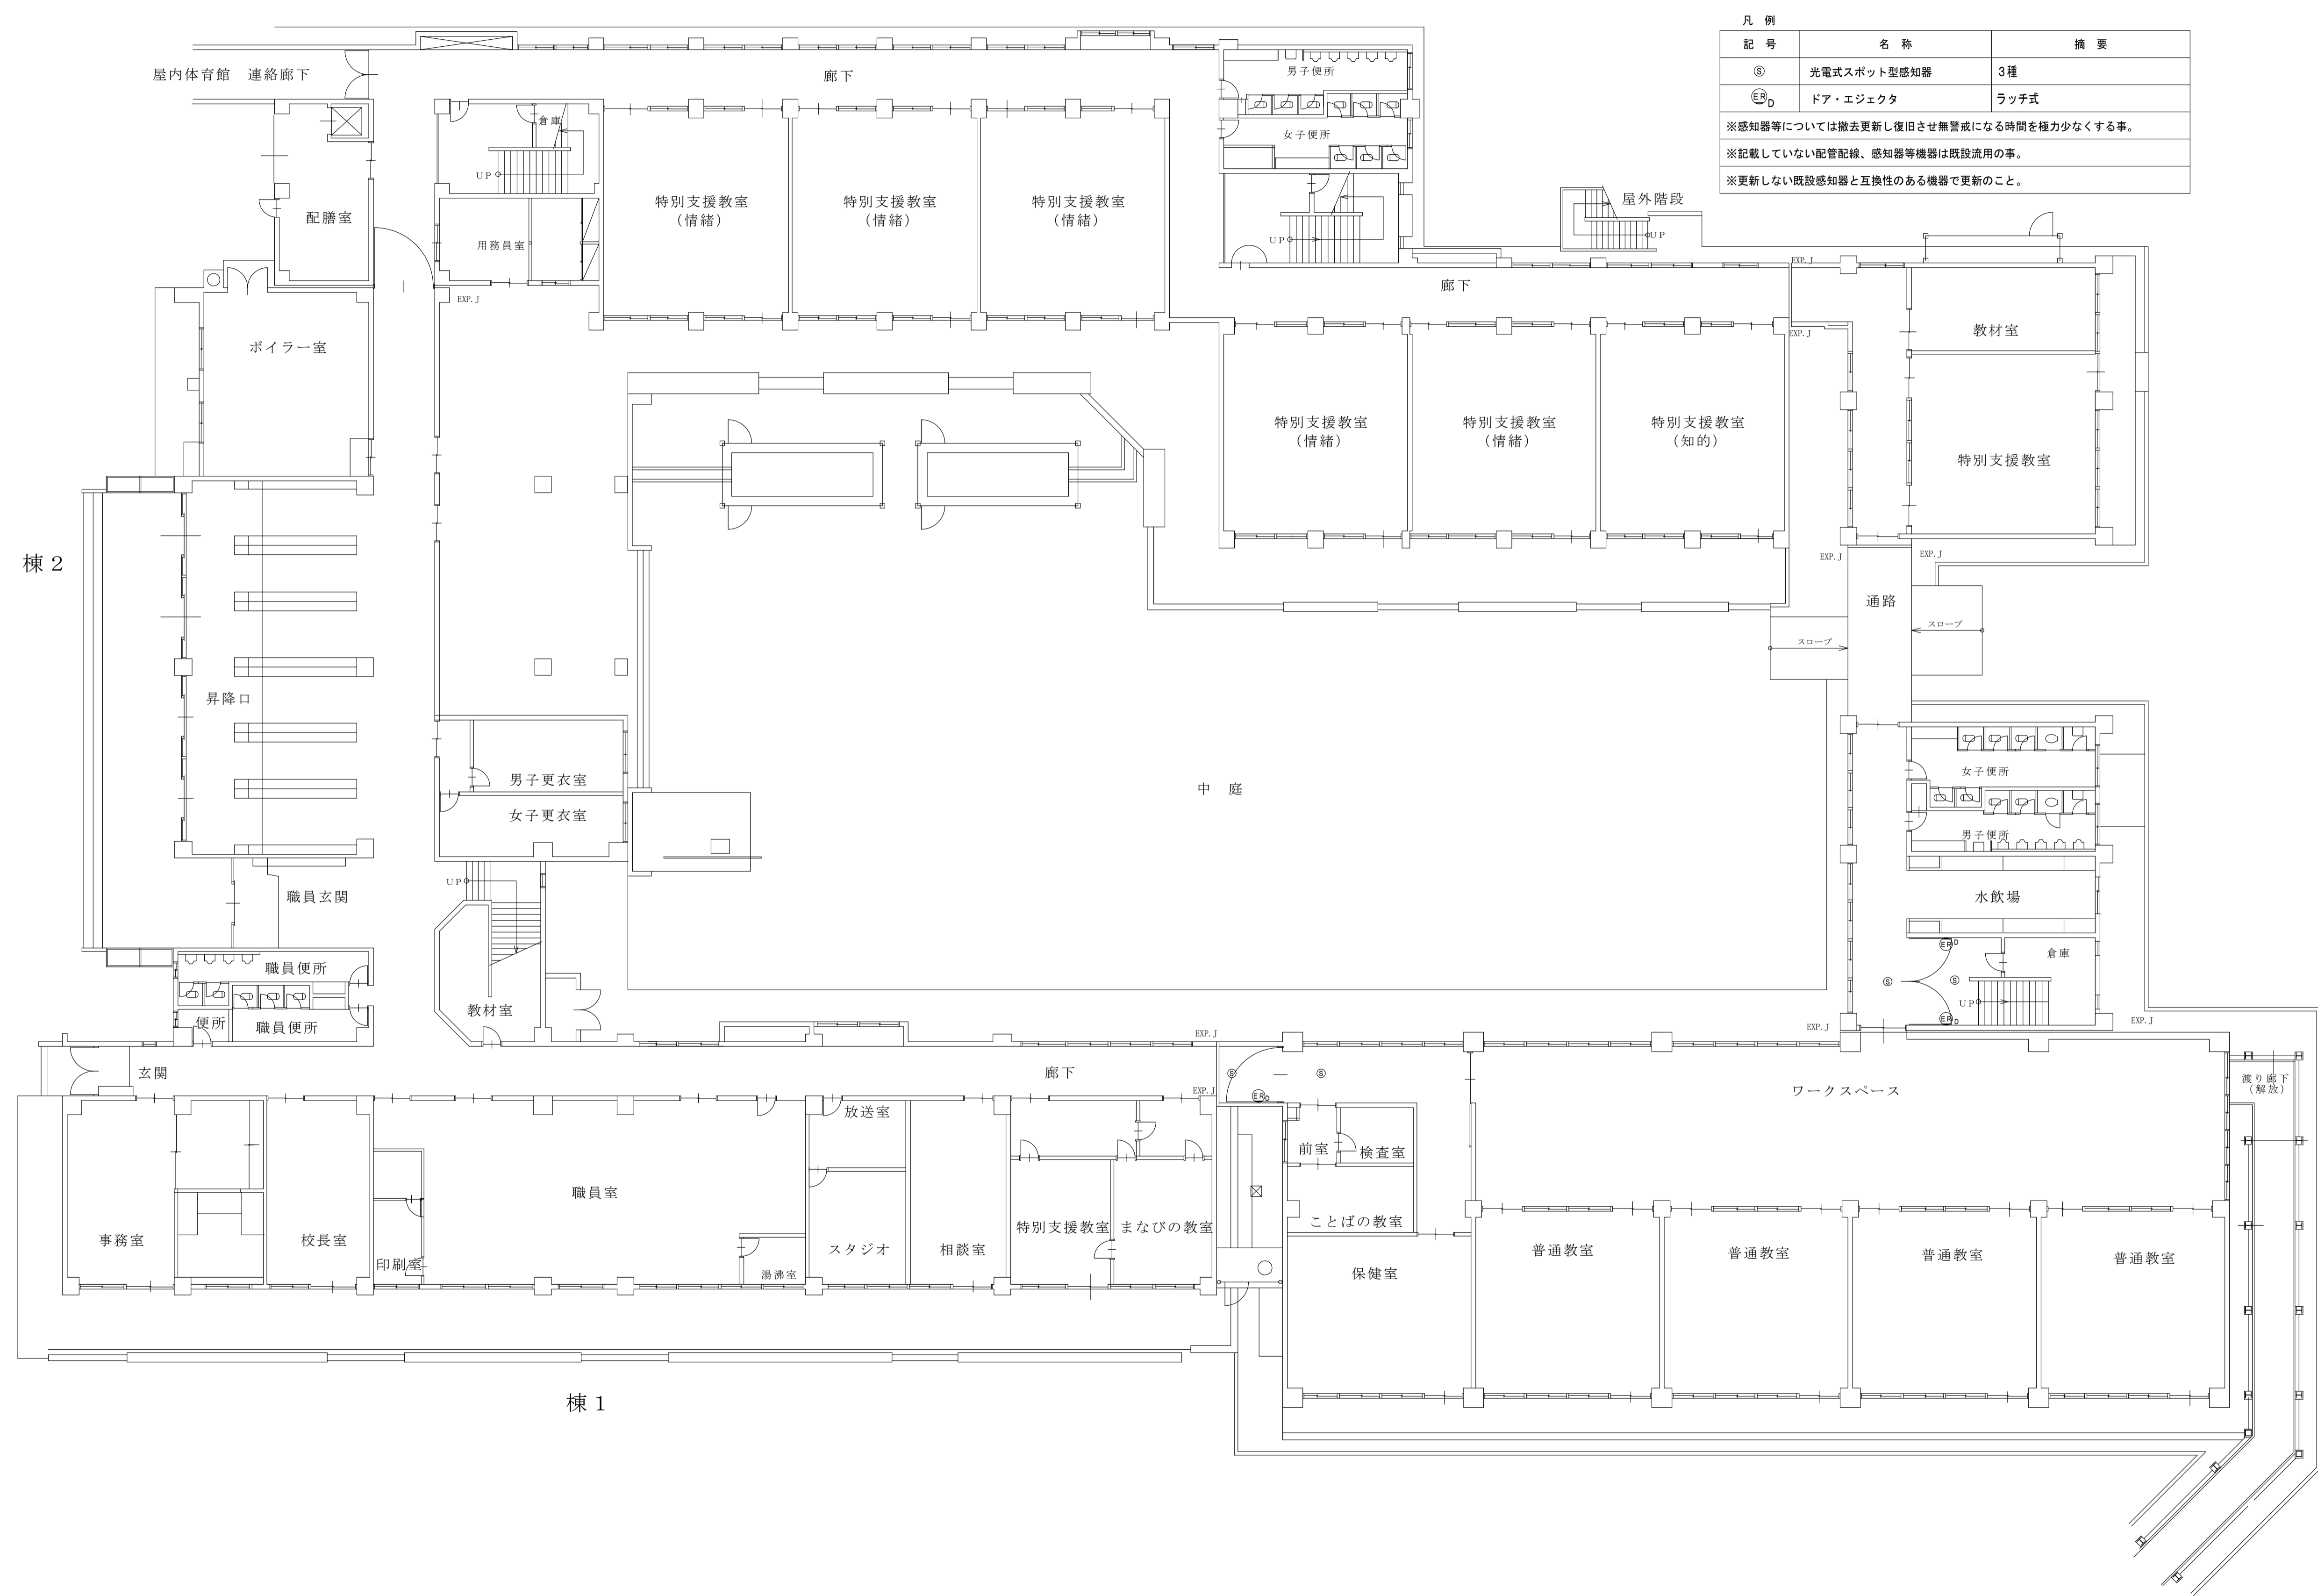 凡 例
記 号 名 称 摘 要
Ⓢ 光電式スポット型感知器 3種
ER D ドア・エジェクタ ラッチ式
※感知器等については撤去更新し復旧させ無警戒になる時間を極力少なくする事。
※記載していない配管配線、感知器等機器は既設流用の事。
※更新しない既設感知器と互換性のある機器で更新のこと。
屋内体育館 連絡廊下
廊下
男子便所
倉庫
女子便所
UP
配膳室
特別支援教室
(情緒)
特別支援教室
(情緒)
特別支援教室
(情緒)
屋外階段
UP
用務員室
UP
EXP.J
廊下
EXP.J
ボイラー室
教材室
EXP.J
特別支援教室
(情緒)
特別支援教室
(情緒)
特別支援教室
(知的)
特別支援教室
棟2
EXP.J
EXP.J
通路
スロープ
スロープ
昇降口
男子更衣室
女子更衣室
中 庭
女子便所
男子便所
UP
職員玄関
水飲場
ER D
倉庫
職員便所
S
S
UP
教材室
便所
職員便所
ER D
EXP.J
EXP.J
EXP.J
玄関
廊下
S
S
EXP.J
ER D
ワークスペース
渡り廊下
(解放)
放送室
前室
検査室
職員室
事務室
校長室
印刷室
湯沸室
スタジオ
相談室
特別支援教室
まなびの教室
ことばの教室
保健室
普通教室
普通教室
普通教室
普通教室
棟1